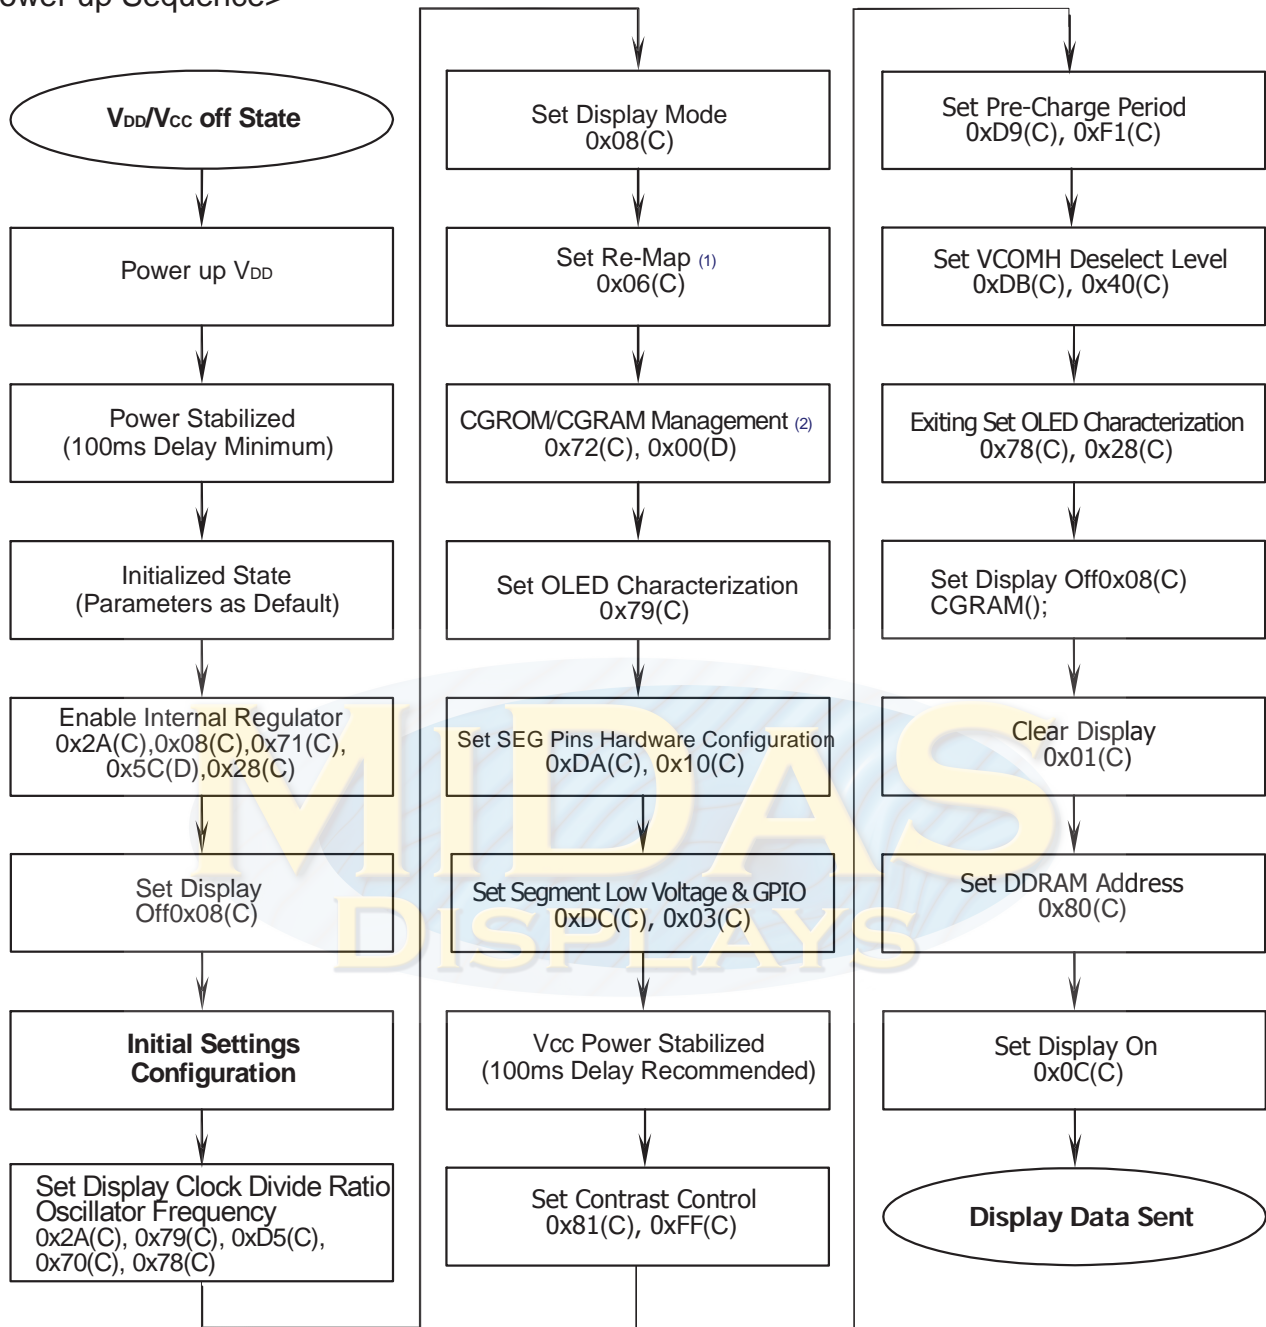 ower up Sequence>
VDD/VCC off State
Power up VDD
Power Stabilized
(100ms Delay Minimum)
Initialized State
(Parameters as Default)
Enable Internal Regulator
0x2A(C),0x08(C),0x71(C),
0x5C(D),0x28(C)
Set Display
Off0x08(C)
Initial Settings
Configuration
Set Display Clock Divide Ratio
Oscillator Frequency
0x2A(C), 0x79(C), 0xD5(C),
0x70(C), 0x78(C)
Set Display Mode
0x08(C)
Set Re-Map (1)
0x06(C)
CGROM/CGRAM Management (2)
0x72(C), 0x00(D)
Set OLED Characterization
0x79(C)
Set SEG Pins Hardware Configuration
0xDA(C), 0x10(C)
Set Segment Low Voltage & GPIO
0xDC(C), 0x03(C)
Vcc Power Stabilized
(100ms Delay Recommended)
Set Contrast Control
0x81(C), 0xFF(C)
Set Pre-Charge Period
0xD9(C), 0xF1(C)
Set VCOMH Deselect Level
0xDB(C), 0x40(C)
Exiting Set OLED Characterization
0x78(C), 0x28(C)
Set Display Off0x08(C)
CGRAM();
Clear Display
0x01(C)
Set DDRAM Address
0x80(C)
Set Display On
0x0C(C)
Display Data Sent
MIDAS
DISPLAYS